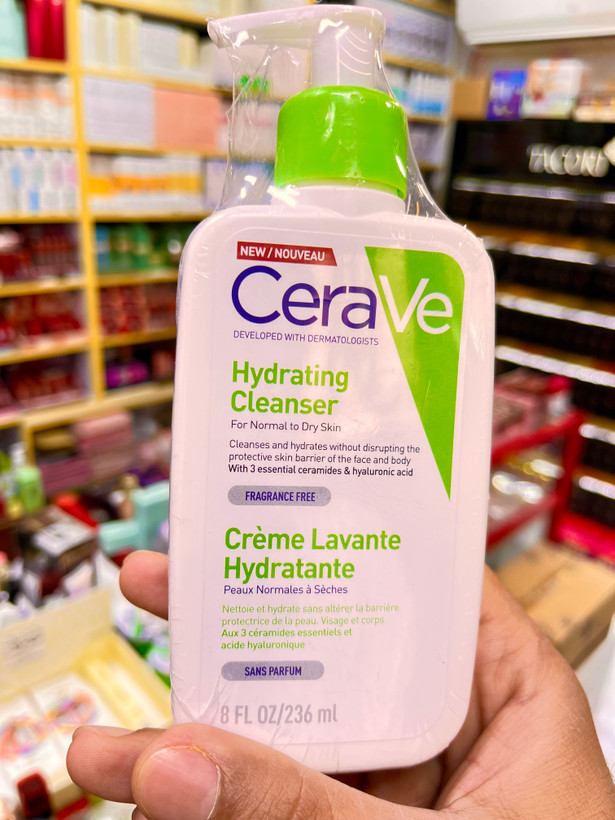 NEW / NOUVEAU
CeraVe
DEVELOPED WITH DERMATOLOGISTS
Hydrating
Cleanser
For Normal to Dry Skin
Cleanses and hydrates without disrupting the
protective skin barrier of the face and body
With 3 essential ceramides & hyaluronic acid
FRAGRANCE FREE
Crème Lavante
Hydratante
Peaux Normales à Sèches
Nettoie et hydrate sans altérer la barrière
protectrice de la peau. Visage et corps
Aux 3 céramides essentiels et
acide hyaluronique
SANS PARFUM
8 FL OZ/236 ml